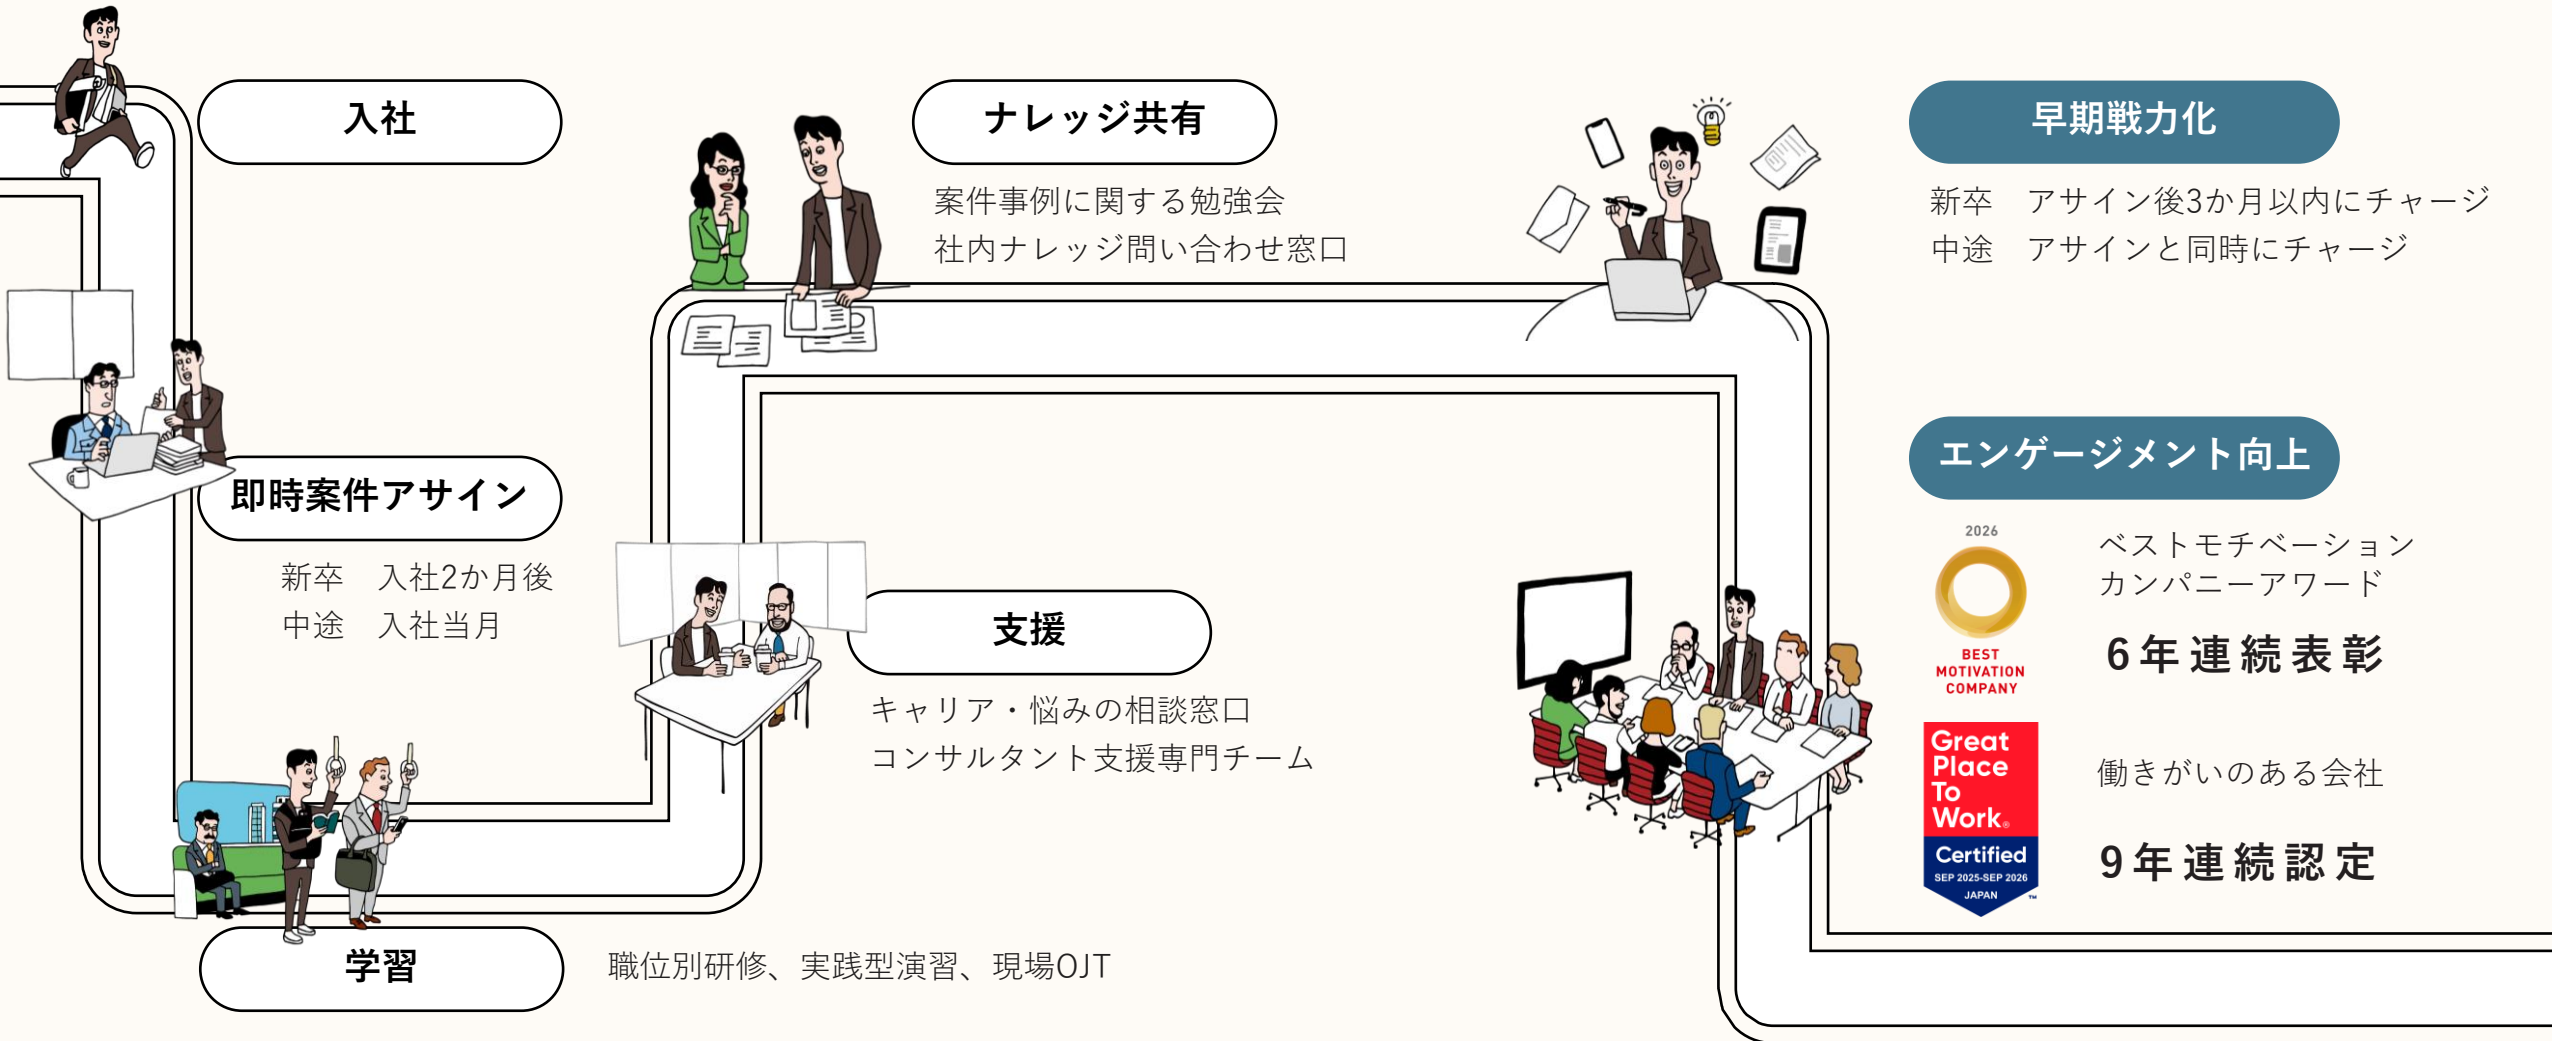 入社
即時案件アサイン
新卒　入社2か月後
中途　入社当月
学習
職位別研修、実践型演習、現場OJT
支援
キャリア・悩みの相談窓口
コンサルタント支援専門チーム
ナレッジ共有
案件事例に関する勉強会
社内ナレッジ問い合わせ窓口
早期戦力化
新卒　アサイン後3か月以内にチャージ
中途　アサインと同時にチャージ
エンゲージメント向上
2026
BEST
MOTIVATION
COMPANY
ベストモチベーション
カンパニーアワード
6年連続表彰
Great
Place
To
Work®
Certified
SEP 2025-SEP 2026
JAPAN
™
働きがいのある会社
9年連続認定